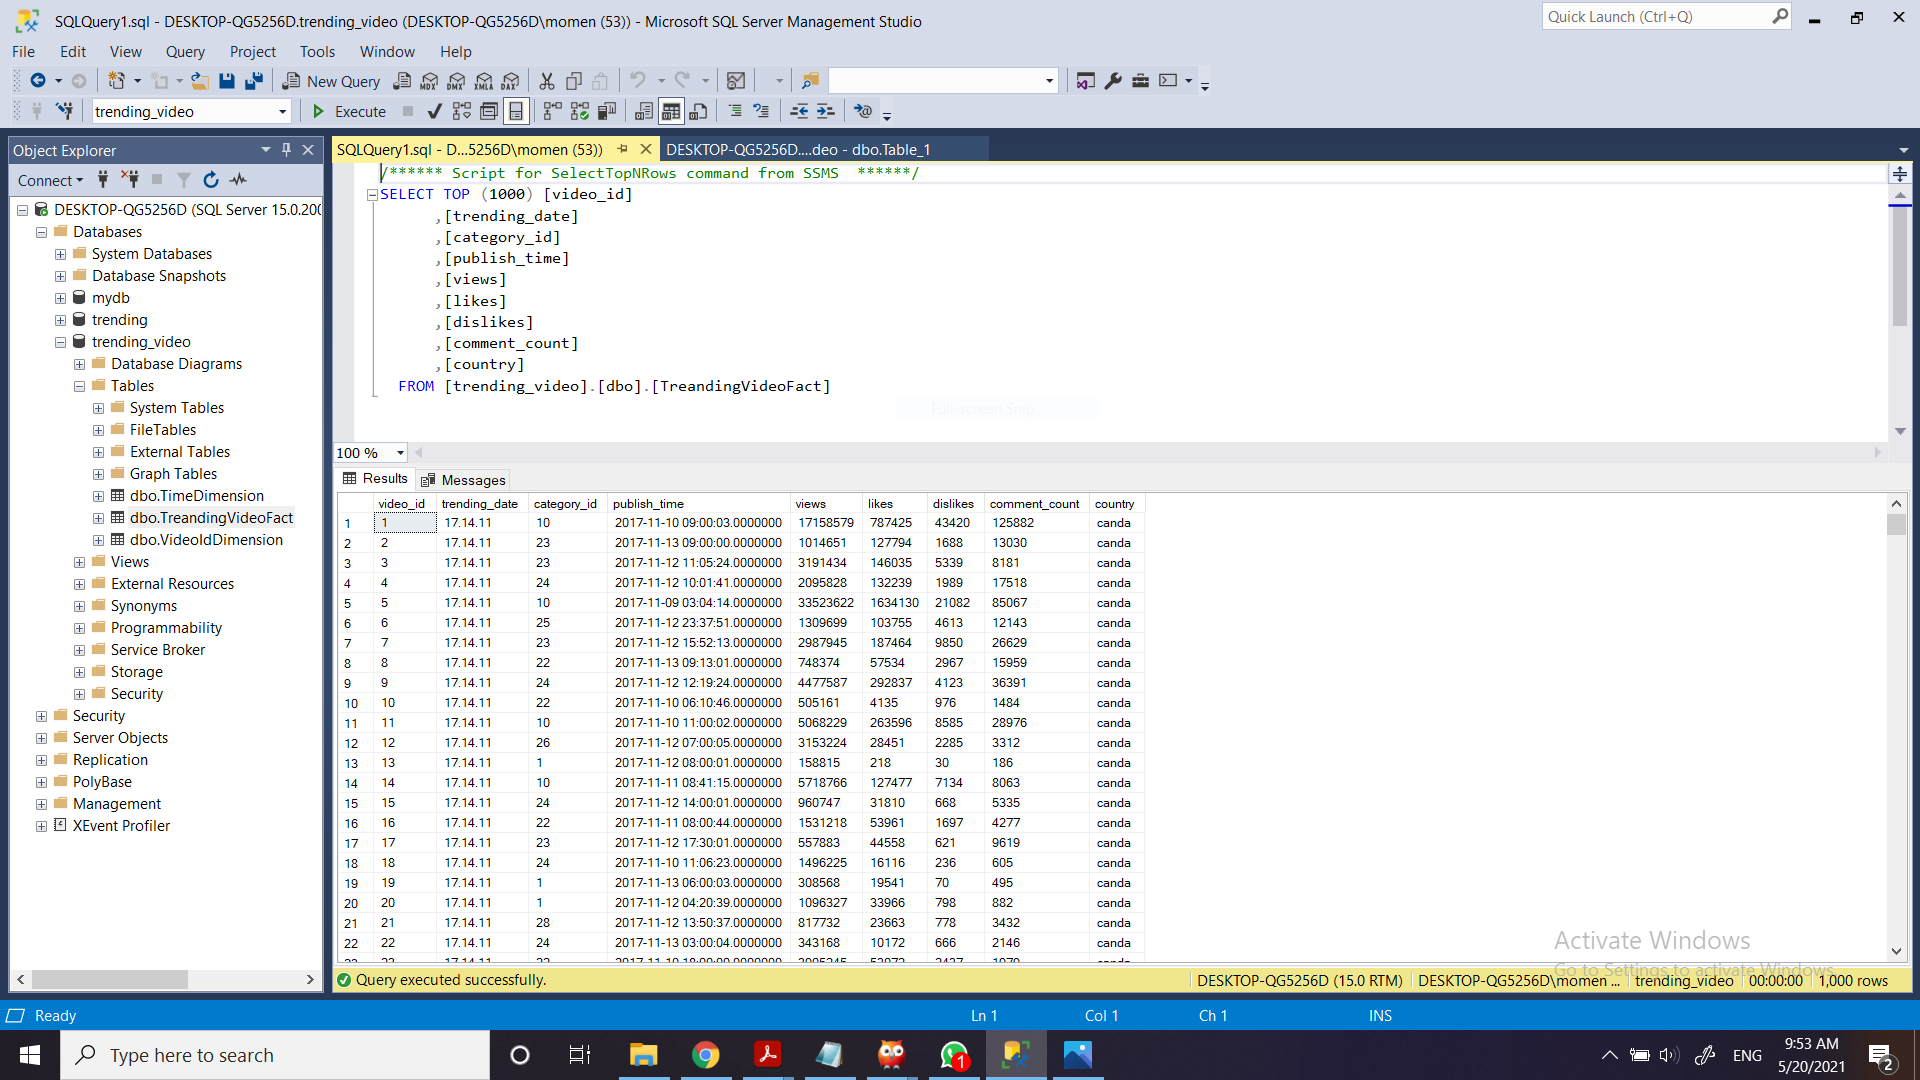 SQLQuery1.sql - DESKTOP-QG5256D.trending_video (DESKTOP-QG5256D\momen (53)) - Microsoft SQL Server Management Studio
Quick Launch (Ctrl+Q)
File Edit View Query Project Tools Window Help
New Query
MDX DMX XMLA DAX
trending_video Execute
Object Explorer
SQLQuery1.sql - D...5256D\momen (53)) DESKTOP-QG5256D....deo - dbo.Table_1
Connect
DESKTOP-QG5256D (SQL Server 15.0.200
Databases
System Databases
Database Snapshots
mydb
trending
trending_video
Database Diagrams
Tables
System Tables
FileTables
External Tables
Graph Tables
dbo.TimeDimension
dbo.TreandingVideoFact
dbo.VideoIdDimension
Views
External Resources
Synonyms
Programmability
Service Broker
Storage
Security
Security
Server Objects
Replication
PolyBase
Management
XEvent Profiler
/****** Script for SelectTopNRows command from SSMS  ******/
SELECT TOP (1000) [video_id]
,[trending_date]
,[category_id]
,[publish_time]
,[views]
,[likes]
,[dislikes]
,[comment_count]
,[country]
FROM [trending_video].[dbo].[TreandingVideoFact]
Full-screen Snip
100 %
Results Messages
video_id trending_date category_id publish_time views likes dislikes comment_count country
1 1 17.14.11 10 2017-11-10 09:00:03.0000000 17158579 787425 43420 125882 canda
2 2 17.14.11 23 2017-11-13 09:00:00.0000000 1014651 127794 1688 13030 canda
3 3 17.14.11 23 2017-11-12 11:05:24.0000000 3191434 146035 5339 8181 canda
4 4 17.14.11 24 2017-11-12 10:01:41.0000000 2095828 132239 1989 17518 canda
5 5 17.14.11 10 2017-11-09 03:04:14.0000000 33523622 1634130 21082 85067 canda
6 6 17.14.11 25 2017-11-12 23:37:51.0000000 1309699 103755 4613 12143 canda
7 7 17.14.11 23 2017-11-12 15:52:13.0000000 2987945 187464 9850 26629 canda
8 8 17.14.11 22 2017-11-13 09:13:01.0000000 748374 57534 2967 15959 canda
9 9 17.14.11 24 2017-11-12 12:19:24.0000000 4477587 292837 4123 36391 canda
10 10 17.14.11 22 2017-11-10 06:10:46.0000000 505161 4135 976 1484 canda
11 11 17.14.11 10 2017-11-10 11:00:02.0000000 5068229 263596 8585 28976 canda
12 12 17.14.11 26 2017-11-12 07:00:05.0000000 3153224 28451 2285 3312 canda
13 13 17.14.11 1 2017-11-12 08:00:01.0000000 158815 218 30 186 canda
14 14 17.14.11 10 2017-11-11 08:41:15.0000000 5718766 127477 7134 8063 canda
15 15 17.14.11 24 2017-11-12 14:00:01.0000000 960747 31810 668 5335 canda
16 16 17.14.11 22 2017-11-11 08:00:44.0000000 1531218 53961 1697 4277 canda
17 17 17.14.11 23 2017-11-12 17:30:01.0000000 557883 44558 621 9619 canda
18 18 17.14.11 24 2017-11-10 11:06:23.0000000 1496225 16116 236 605 canda
19 19 17.14.11 1 2017-11-13 06:00:03.0000000 308568 19541 70 495 canda
20 20 17.14.11 1 2017-11-12 04:20:39.0000000 1096327 33966 798 882 canda
21 21 17.14.11 28 2017-11-12 13:50:37.0000000 817732 23663 778 3432 canda
22 22 17.14.11 24 2017-11-13 03:00:04.0000000 343168 10172 666 2146 canda
Activate Windows
Go to Settings to activate Windows.
Query executed successfully. DESKTOP-QG5256D (15.0 RTM) DESKTOP-QG5256D\momen ... trending_video 00:00:00 1,000 rows
Ready Ln 1 Col 1 Ch 1 INS
Type here to search
1
ENG
9:53 AM
5/20/2021
2